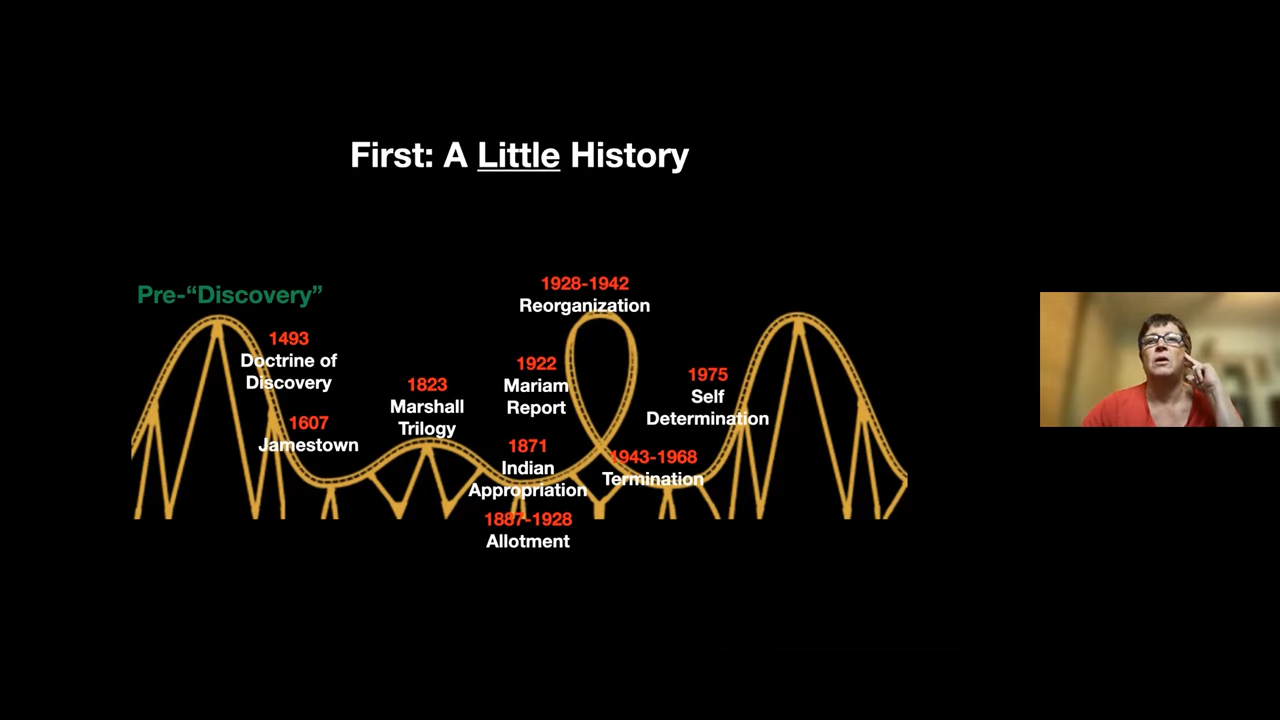 First: A Little History
Pre-“Discovery”
1493
Doctrine of
Discovery
1607
Jamestown
1823
Marshall
Trilogy
1928-1942
Reorganization
1922
Mariam
Report
1871
Indian
Appropriation
1887-1928
Allotment
1943-1968
Termination
1975
Self
Determination